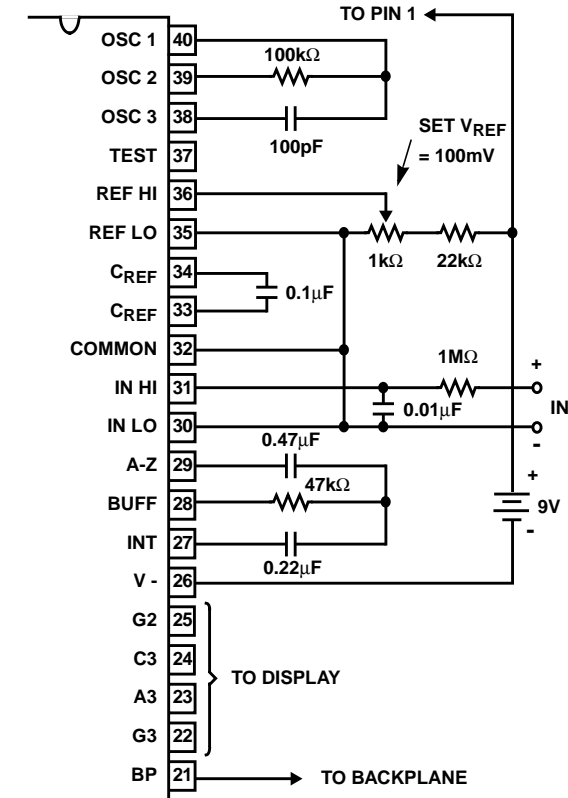 TO PIN 1
OSC 1 40
100kΩ
OSC 2 39
OSC 3 38
100pF
SET VREF
= 100mV
TEST 37
REF HI 36
REF LO 35
1kΩ 22kΩ
CREF 34
0.1μF
CREF 33
COMMON 32
1MΩ
+
IN HI 31
0.01μF
IN
IN LO 30
-
0.47μF
A-Z 29
+
47kΩ
BUFF 28
9V
-
INT 27
0.22μF
V - 26
G2 25
C3 24
TO DISPLAY
A3 23
G3 22
BP 21
TO BACKPLANE